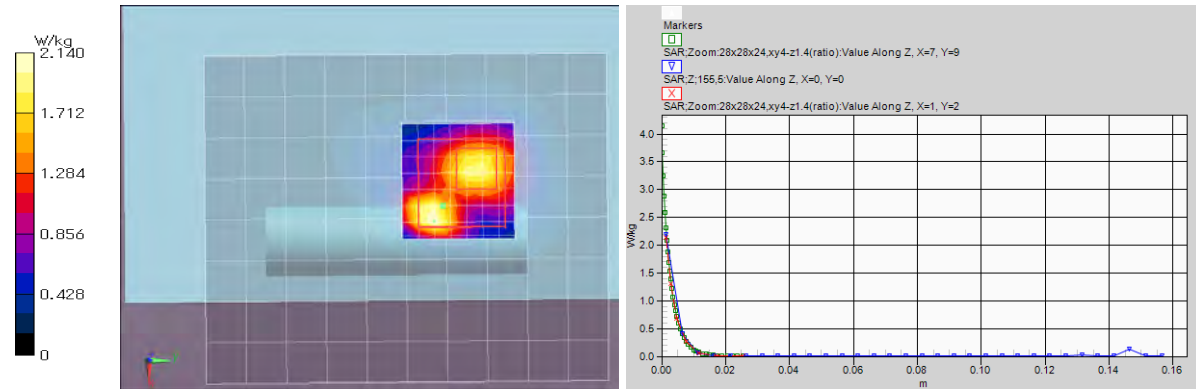 W/kg
2.140
1.712
1.284
0.856
0.428
0
Markers
SAR;Zoom:28x28x24,xy4-z1.4(ratio):Value Along Z, X=7, Y=9
SAR;Z;155,5:Value Along Z, X=0, Y=0
SAR;Zoom:28x28x24,xy4-z1.4(ratio):Value Along Z, X=1, Y=2
4.0
3.5
3.0
2.5
W/kg
2.0
1.5
1.0
0.5
0.0
0.00 0.02 0.04 0.06 0.08 0.10 0.12 0.14 0.16
m